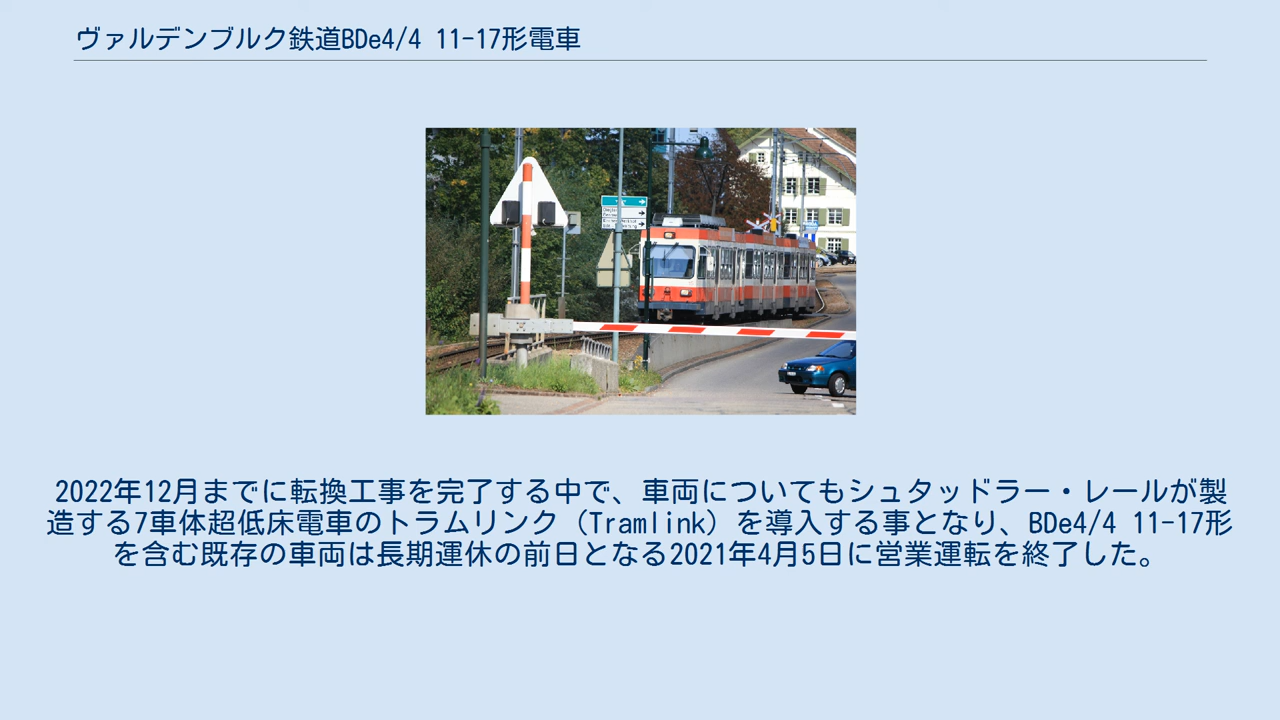 ヴァルデンブルク鉄道BDe4/4 11-17形電車
2022年12月までに転換工事を完了する中で、車両についてもシュタッドラー・レールが製
造する7車体超低床電車のトラムリンク（Tramlink）を導入する事となり、BDe4/4 11-17形
を含む既存の車両は長期運休の前日となる2021年4月5日に営業運転を終了した。